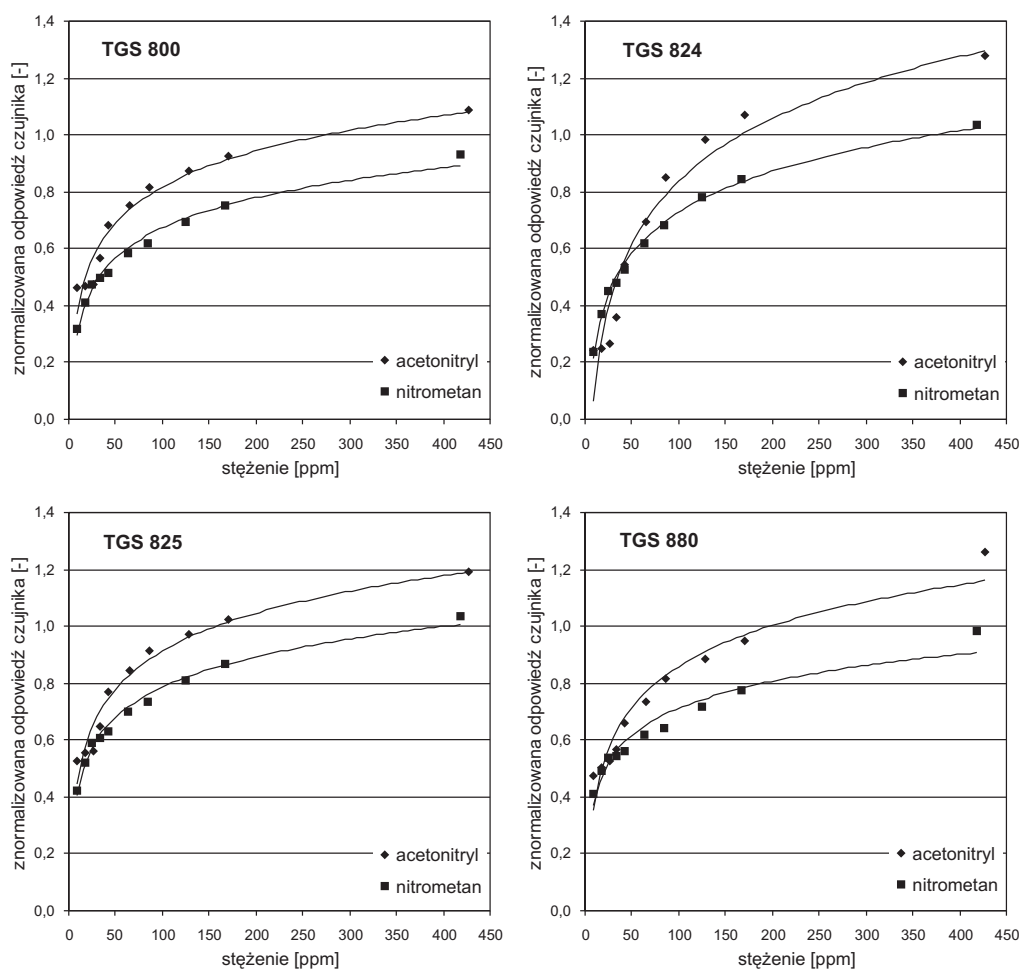 TGS 800
znormalizowana odpowiedź czujnika [-]
1,4
1,2
1,0
0,8
0,6
0,4
0,2
0,0
acetonitryl
nitrometan
0 50 100 150 200 250 300 350 400 450
stężenie [ppm]
TGS 824
znormalizowana odpowiedź czujnika [-]
1,4
1,2
1,0
0,8
0,6
0,4
0,2
0,0
acetonitryl
nitrometan
0 50 100 150 200 250 300 350 400 450
stężenie [ppm]
TGS 825
znormalizowana odpowiedź czujnika [-]
1,4
1,2
1,0
0,8
0,6
0,4
0,2
0,0
acetonitryl
nitrometan
0 50 100 150 200 250 300 350 400 450
stężenie [ppm]
TGS 880
znormalizowana odpowiedź czujnika [-]
1,4
1,2
1,0
0,8
0,6
0,4
0,2
0,0
acetonitryl
nitrometan
0 50 100 150 200 250 300 350 400 450
stężenie [ppm]